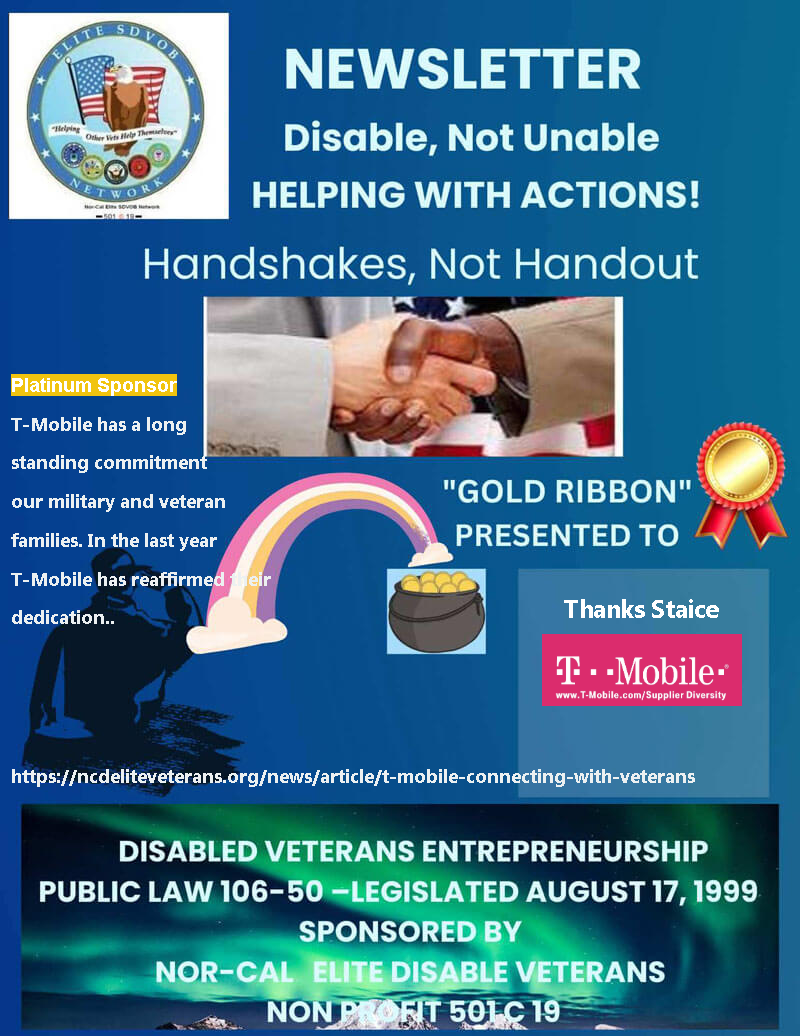 ELITE SDVOB
"Helping Other Vets Help Themselves"
NETWORK
Nor-Cal Elite SDVOB Network
501 C 19
NEWSLETTER
Disable, Not Unable
HELPING WITH ACTIONS!
Handshakes, Not Handout
Platinum Sponsor
T-Mobile has a long
standing commitment
our military and veteran
families. In the last year
T-Mobile has reaffirmed their
dedication..
"GOLD RIBBON"
PRESENTED TO
Thanks Staice
T··Mobile·®
www.T-Mobile.com/Supplier Diversity
https://ncdeliteveterans.org/news/article/t-mobile-connecting-with-veterans
DISABLED VETERANS ENTREPRENEURSHIP
PUBLIC LAW 106-50 –LEGISLATED AUGUST 17, 1999
SPONSORED BY
NOR-CAL ELITE DISABLE VETERANS
NON PROFIT 501 C 19